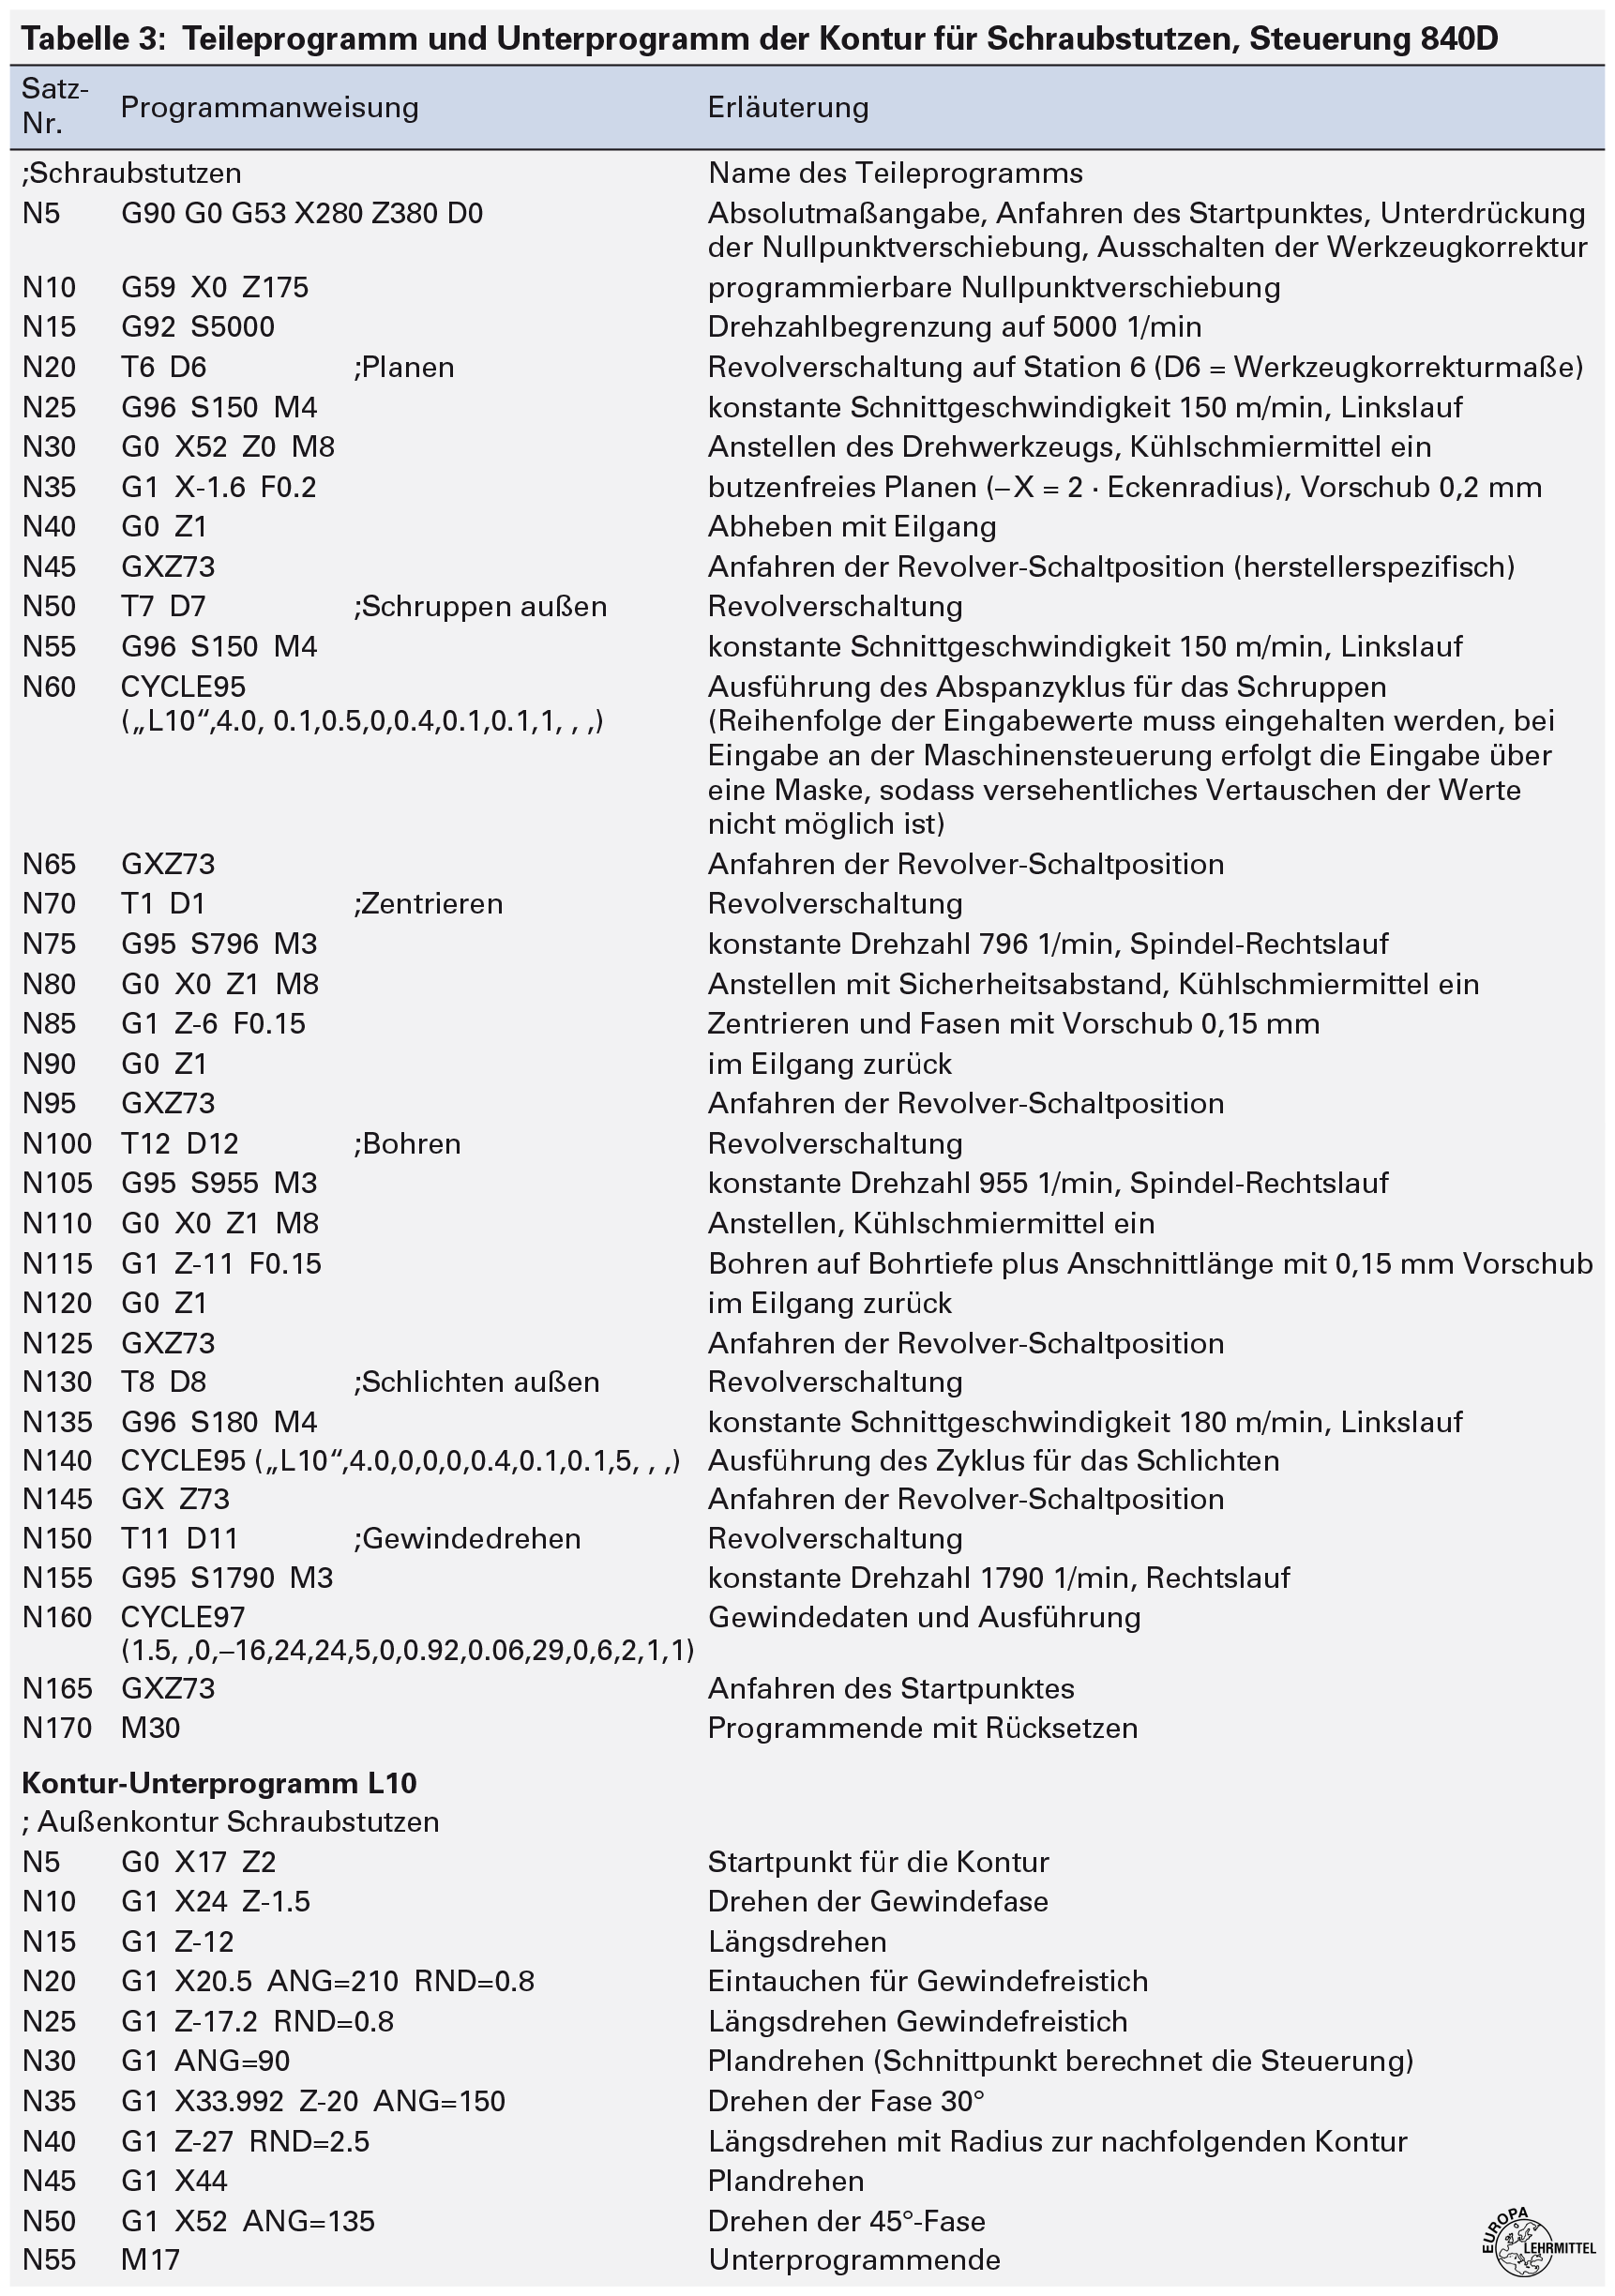 Tabelle 3: Teileprogramm und Unterprogramm der Kontur für Schraubstutzen, Steuerung 840D
Satz-
Nr. Programmanweisung Erläuterung
;Schraubstutzen Name des Teileprogramms
N5 G90 G0 G53 X280 Z380 D0 Absolutmaßangabe, Anfahren des Startpunktes, Unterdrückung
der Nullpunktverschiebung, Ausschalten der Werkzeugkorrektur
N10 G59 X0 Z175 programmierbare Nullpunktverschiebung
N15 G92 S5000 Drehzahlbegrenzung auf 5000 1/min
N20 T6 D6 ;Planen Revolverschaltung auf Station 6 (D6 = Werkzeugkorrekturmaße)
N25 G96 S150 M4 konstante Schnittgeschwindigkeit 150 m/min, Linkslauf
N30 G0 X52 Z0 M8 Anstellen des Drehwerkzeugs, Kühlschmiermittel ein
N35 G1 X-1.6 F0.2 butzenfreies Planen (–X = 2 · Eckenradius), Vorschub 0,2 mm
N40 G0 Z1 Abheben mit Eilgang
N45 GXZ73 Anfahren der Revolver-Schaltposition (herstellerspezifisch)
N50 T7 D7 ;Schruppen außen Revolverschaltung
N55 G96 S150 M4 konstante Schnittgeschwindigkeit 150 m/min, Linkslauf
N60 CYCLE95 Ausführung des Abspanzyklus für das Schruppen
(„L10“,4.0, 0.1,0.5,0,0.4,0.1,0.1,1, , ,) (Reihenfolge der Eingabewerte muss eingehalten werden, bei
Eingabe an der Maschinensteuerung erfolgt die Eingabe über
eine Maske, sodass versehentliches Vertauschen der Werte
nicht möglich ist)
N65 GXZ73 Anfahren der Revolver-Schaltposition
N70 T1 D1 ;Zentrieren Revolverschaltung
N75 G95 S796 M3 konstante Drehzahl 796 1/min, Spindel-Rechtslauf
N80 G0 X0 Z1 M8 Anstellen mit Sicherheitsabstand, Kühlschmiermittel ein
N85 G1 Z-6 F0.15 Zentrieren und Fasen mit Vorschub 0,15 mm
N90 G0 Z1 im Eilgang zurück
N95 GXZ73 Anfahren der Revolver-Schaltposition
N100 T12 D12 ;Bohren Revolverschaltung
N105 G95 S955 M3 konstante Drehzahl 955 1/min, Spindel-Rechtslauf
N110 G0 X0 Z1 M8 Anstellen, Kühlschmiermittel ein
N115 G1 Z-11 F0.15 Bohren auf Bohrtiefe plus Anschnittlänge mit 0,15 mm Vorschub
N120 G0 Z1 im Eilgang zurück
N125 GXZ73 Anfahren der Revolver-Schaltposition
N130 T8 D8 ;Schlichten außen Revolverschaltung
N135 G96 S180 M4 konstante Schnittgeschwindigkeit 180 m/min, Linkslauf
N140 CYCLE95 („L10“,4.0,0,0,0,0.4,0.1,0.1,5, , ,) Ausführung des Zyklus für das Schlichten
N145 GX Z73 Anfahren der Revolver-Schaltposition
N150 T11 D11 ;Gewindedrehen Revolverschaltung
N155 G95 S1790 M3 konstante Drehzahl 1790 1/min, Rechtslauf
N160 CYCLE97 Gewindedaten und Ausführung
(1.5, ,0,–16,24,24,5,0,0.92,0.06,29,0,6,2,1,1)
N165 GXZ73 Anfahren des Startpunktes
N170 M30 Programmende mit Rücksetzen
Kontur-Unterprogramm L10
; Außenkontur Schraubstutzen
N5 G0 X17 Z2 Startpunkt für die Kontur
N10 G1 X24 Z-1.5 Drehen der Gewindefase
N15 G1 Z-12 Längsdrehen
N20 G1 X20.5 ANG=210 RND=0.8 Eintauchen für Gewindefreistich
N25 G1 Z-17.2 RND=0.8 Längsdrehen Gewindefreistich
N30 G1 ANG=90 Plandrehen (Schnittpunkt berechnet die Steuerung)
N35 G1 X33.992 Z-20 ANG=150 Drehen der Fase 30°
N40 G1 Z-27 RND=2.5 Längsdrehen mit Radius zur nachfolgenden Kontur
N45 G1 X44 Plandrehen
N50 G1 X52 ANG=135 Drehen der 45°-Fase
N55 M17 Unterprogrammende
EUROPA
LEHRMITTEL